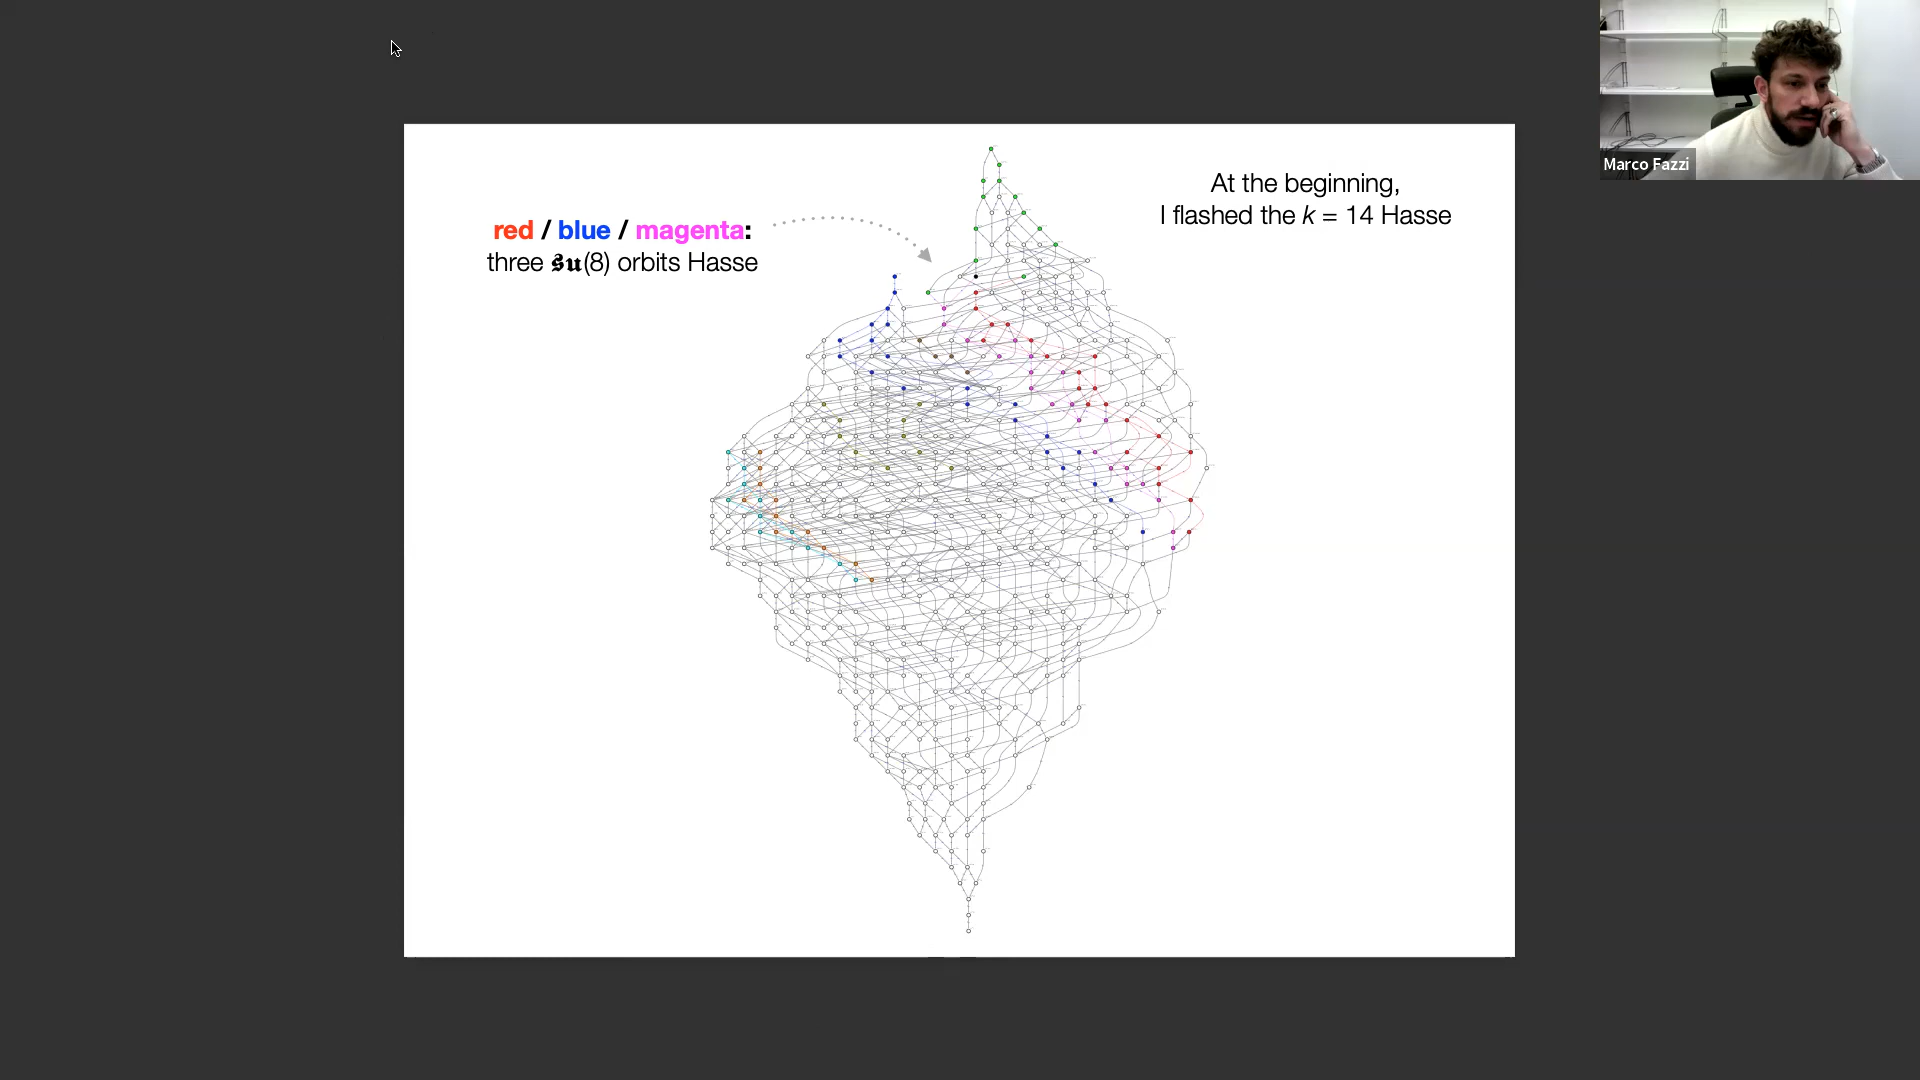 red / blue / magenta:
three 𝖘𝖚(8) orbits Hasse
At the beginning,
I flashed the k = 14 Hasse
Marco Fazzi